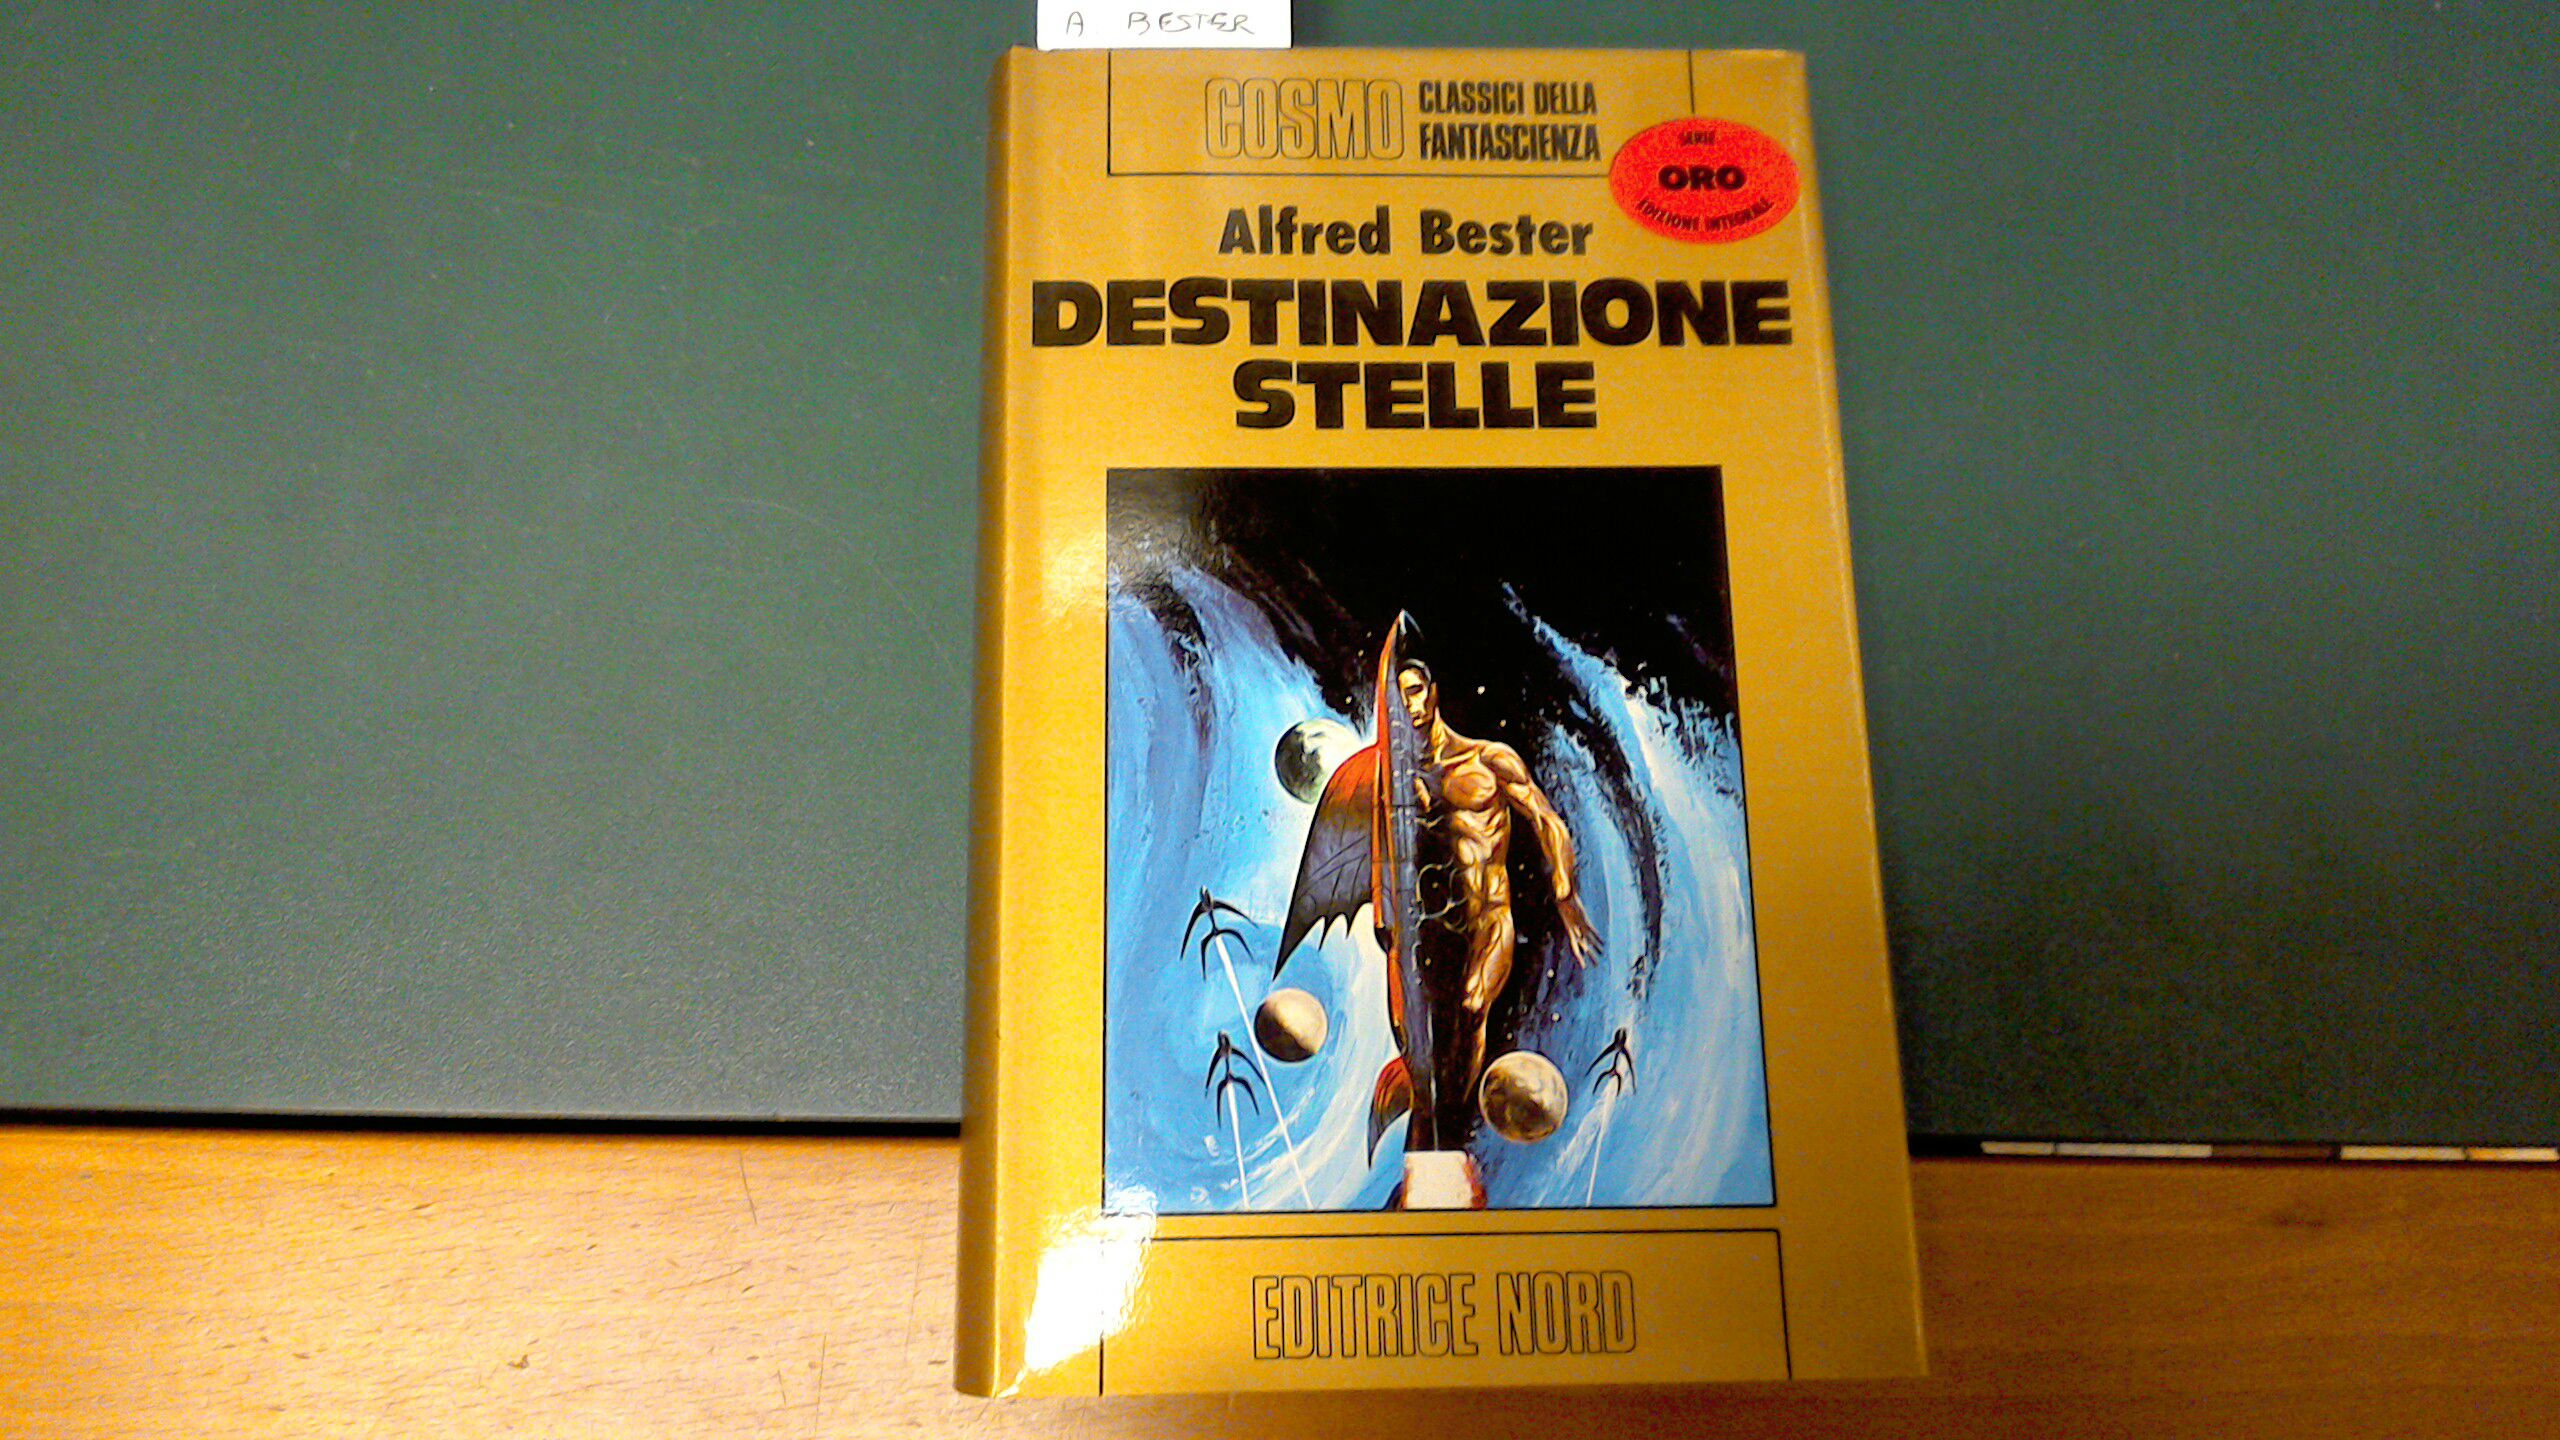 A. BESTER
COSMO CLASSICI DELLA
FANTASCIENZA
SERIE
ORO
EDIZIONE INTEGRALE
Alfred Bester
DESTINAZIONE
STELLE
EDITRICE NORD